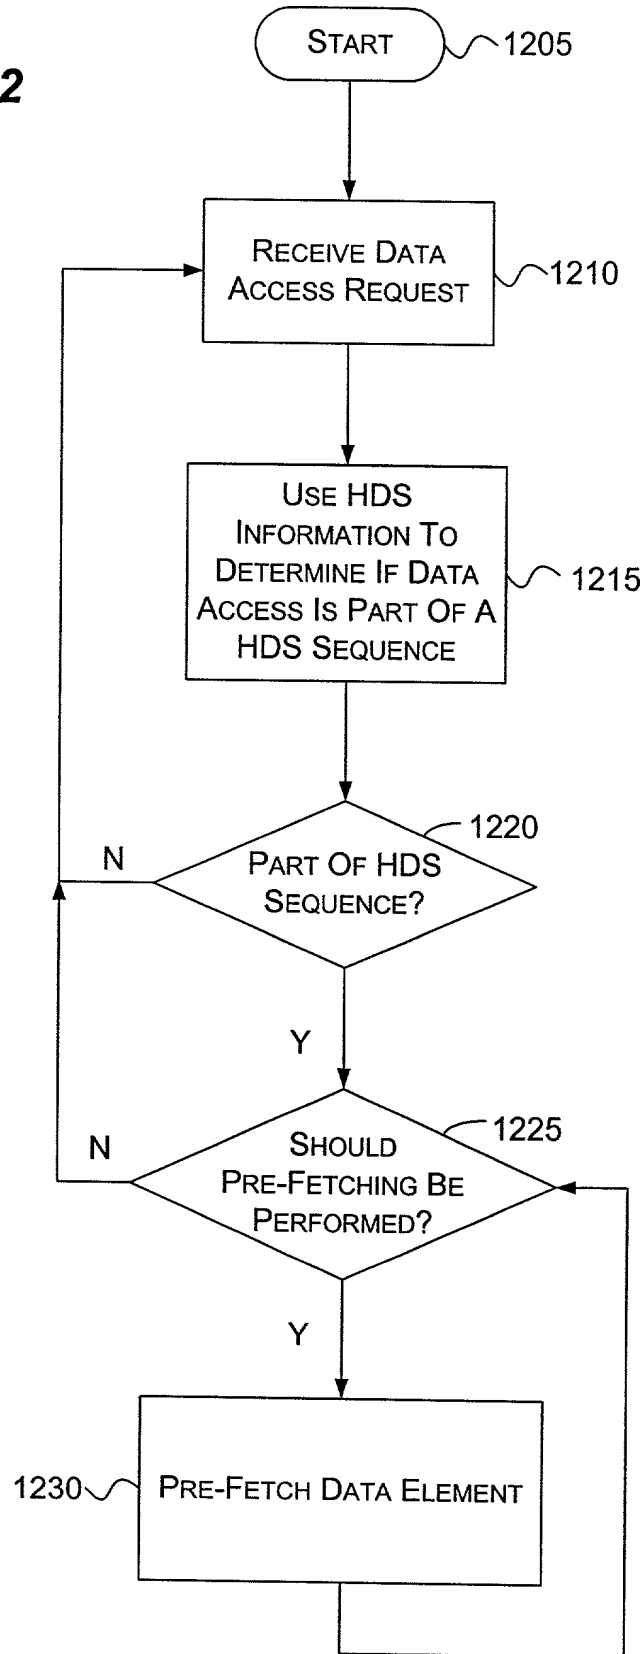 2
START
1205
RECEIVE DATA
ACCESS REQUEST
1210
USE HDS
INFORMATION TO
DETERMINE IF DATA
ACCESS IS PART OF A
HDS SEQUENCE
1215
1220
PART OF HDS
SEQUENCE?
N
Y
1225
SHOULD
PRE-FETCHING BE
PERFORMED?
N
Y
1230
PRE-FETCH DATA ELEMENT